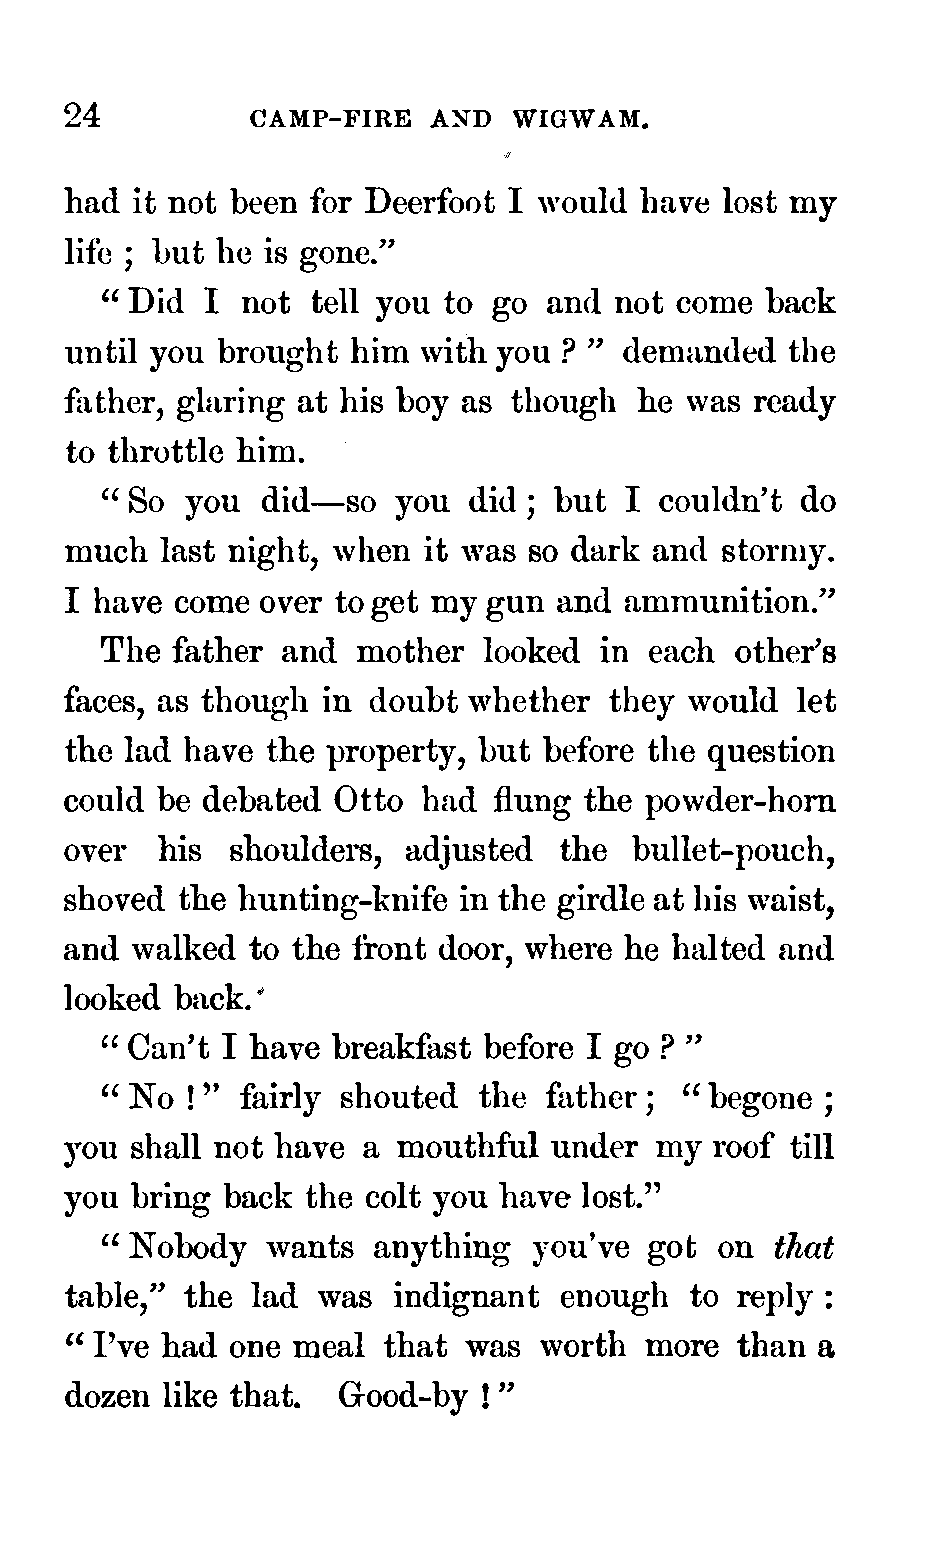 24 CAMP-FIRE AND WIGWAM.
had it not been for Deerfoot I would have lost my
life ; but he is gone."
"Did I not tell you to go and not come back
until you brought him with you ? " demanded the
father, glaring at his boy as though he was ready
to throttle him.
"So you did—so you did ; but I couldn't do
much last night, when it was so dark and stormy.
I have come over to get my gun and ammunition."
The father and mother looked in each other's
faces, as though in doubt whether they would let
the lad have the property, but before the question
could be debated Otto had flung the powder-horn
over his shoulders, adjusted the bullet-pouch,
shoved the hunting-knife in the girdle at his waist,
and walked to the front door, where he halted and
looked back.
"Can't I have breakfast before I go ? "
"No !" fairly shouted the father ; "begone ;
you shall not have a mouthful under my roof till
you bring back the colt you have lost."
"Nobody wants anything you've got on that
table," the lad was indignant enough to reply :
"I've had one meal that was worth more than a
dozen like that. Good-by ! "